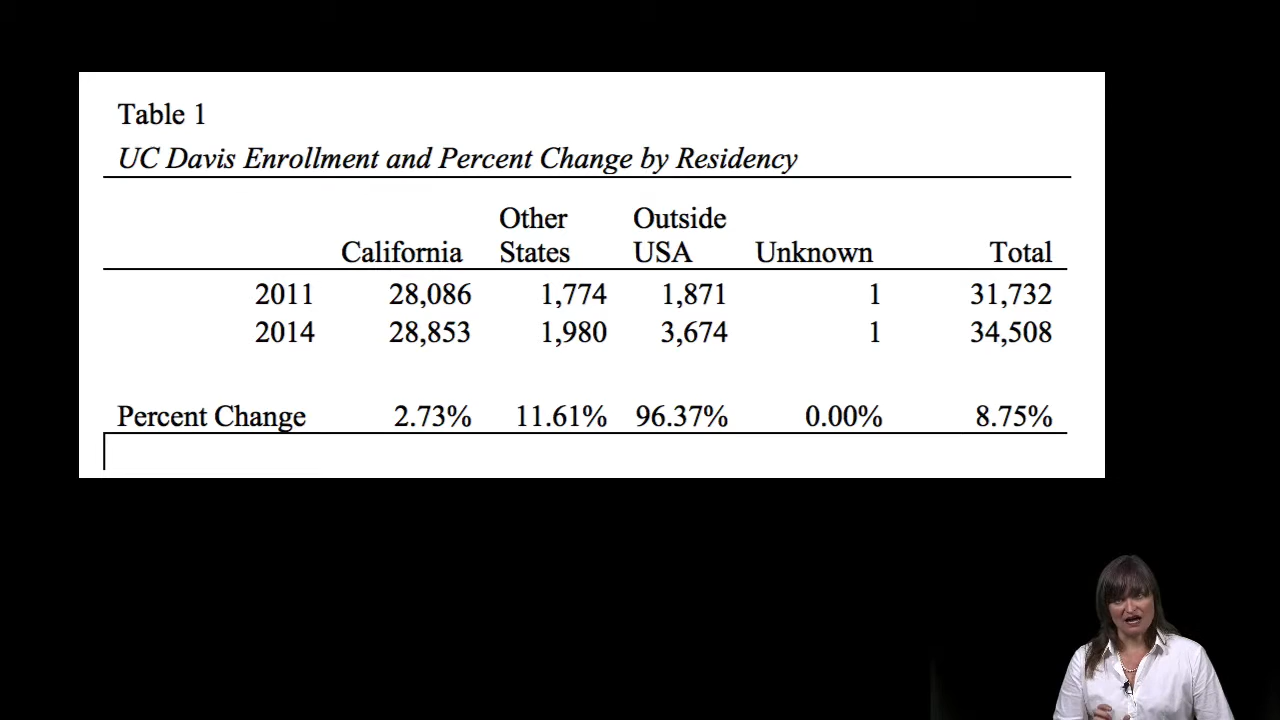 Table 1
UC Davis Enrollment and Percent Change by Residency
Other Outside
California States USA Unknown Total
2011 28,086 1,774 1,871 1 31,732
2014 28,853 1,980 3,674 1 34,508
Percent Change 2.73% 11.61% 96.37% 0.00% 8.75%